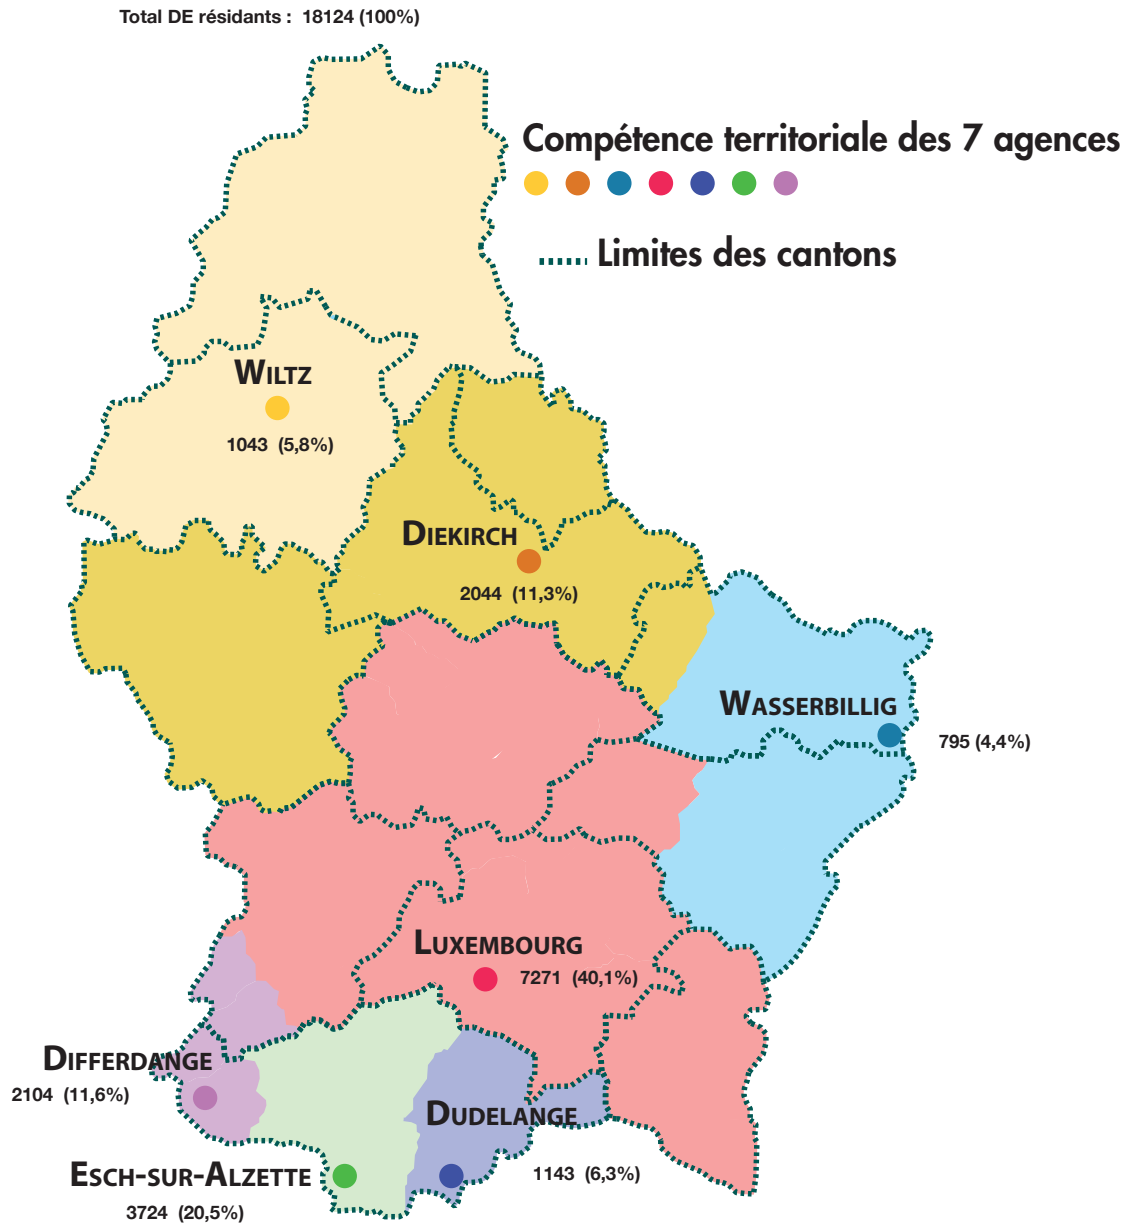 Total DE résidants : 18124 (100%)
Compétence territoriale des 7 agences
Limites des cantons
WILTZ
1043 (5,8%)
DIEKIRCH
2044 (11,3%)
WASSERBILLIG
795 (4,4%)
LUXEMBOURG
7271 (40,1%)
DIFFERDANGE
2104 (11,6%)
DUDELANGE
1143 (6,3%)
ESCH-SUR-ALZETTE
3724 (20,5%)